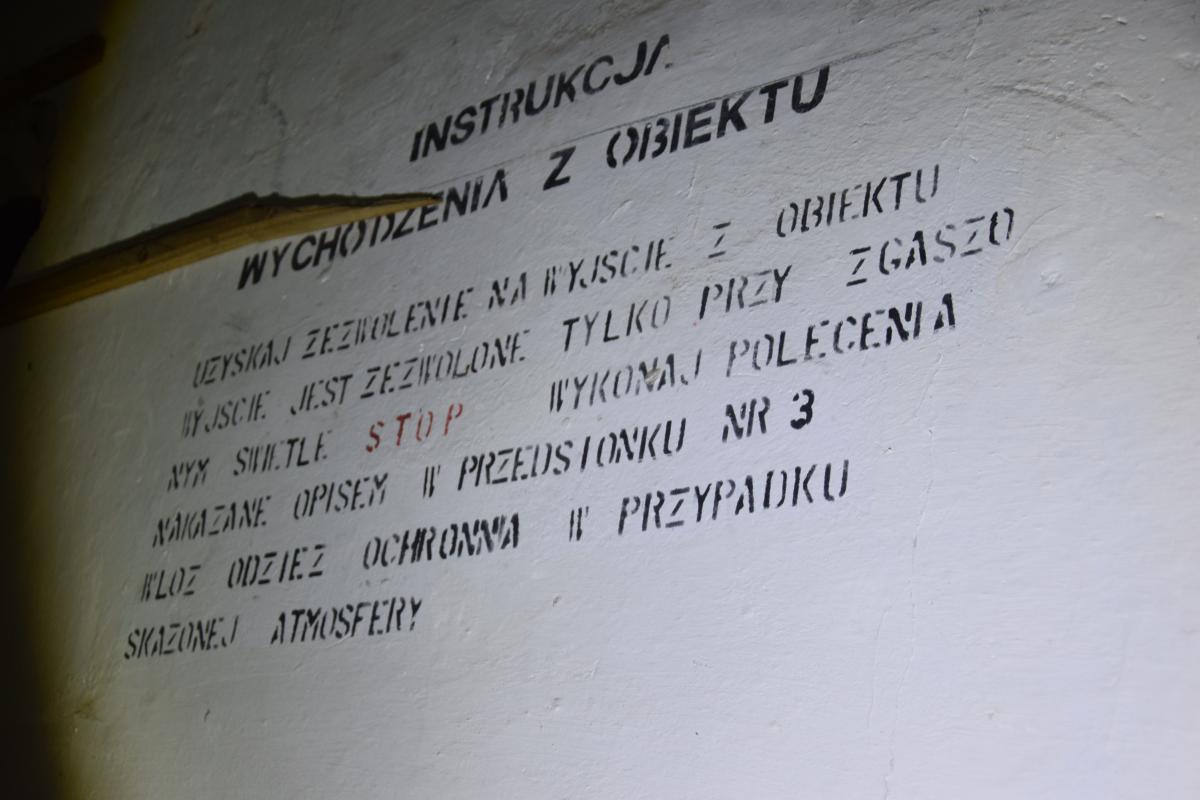 INSTRUKCJA
WYCHODZENIA Z OBIEKTU
UZYSKAJ ZEZWOLENIE NA WYJSCIE Z OBIEKTU
WYJSCIE JEST ZEZWOLONE TYLKO PRZY ZGASZO
NYM SWIETLE STOP WYKONAJ POLECENIA
NAKAZANE OPISEM W PRZEDSIONKU NR 3
WLOZ ODZIEZ OCHRONNA W PRZYPADKU
SKAZONEJ ATMOSFERY